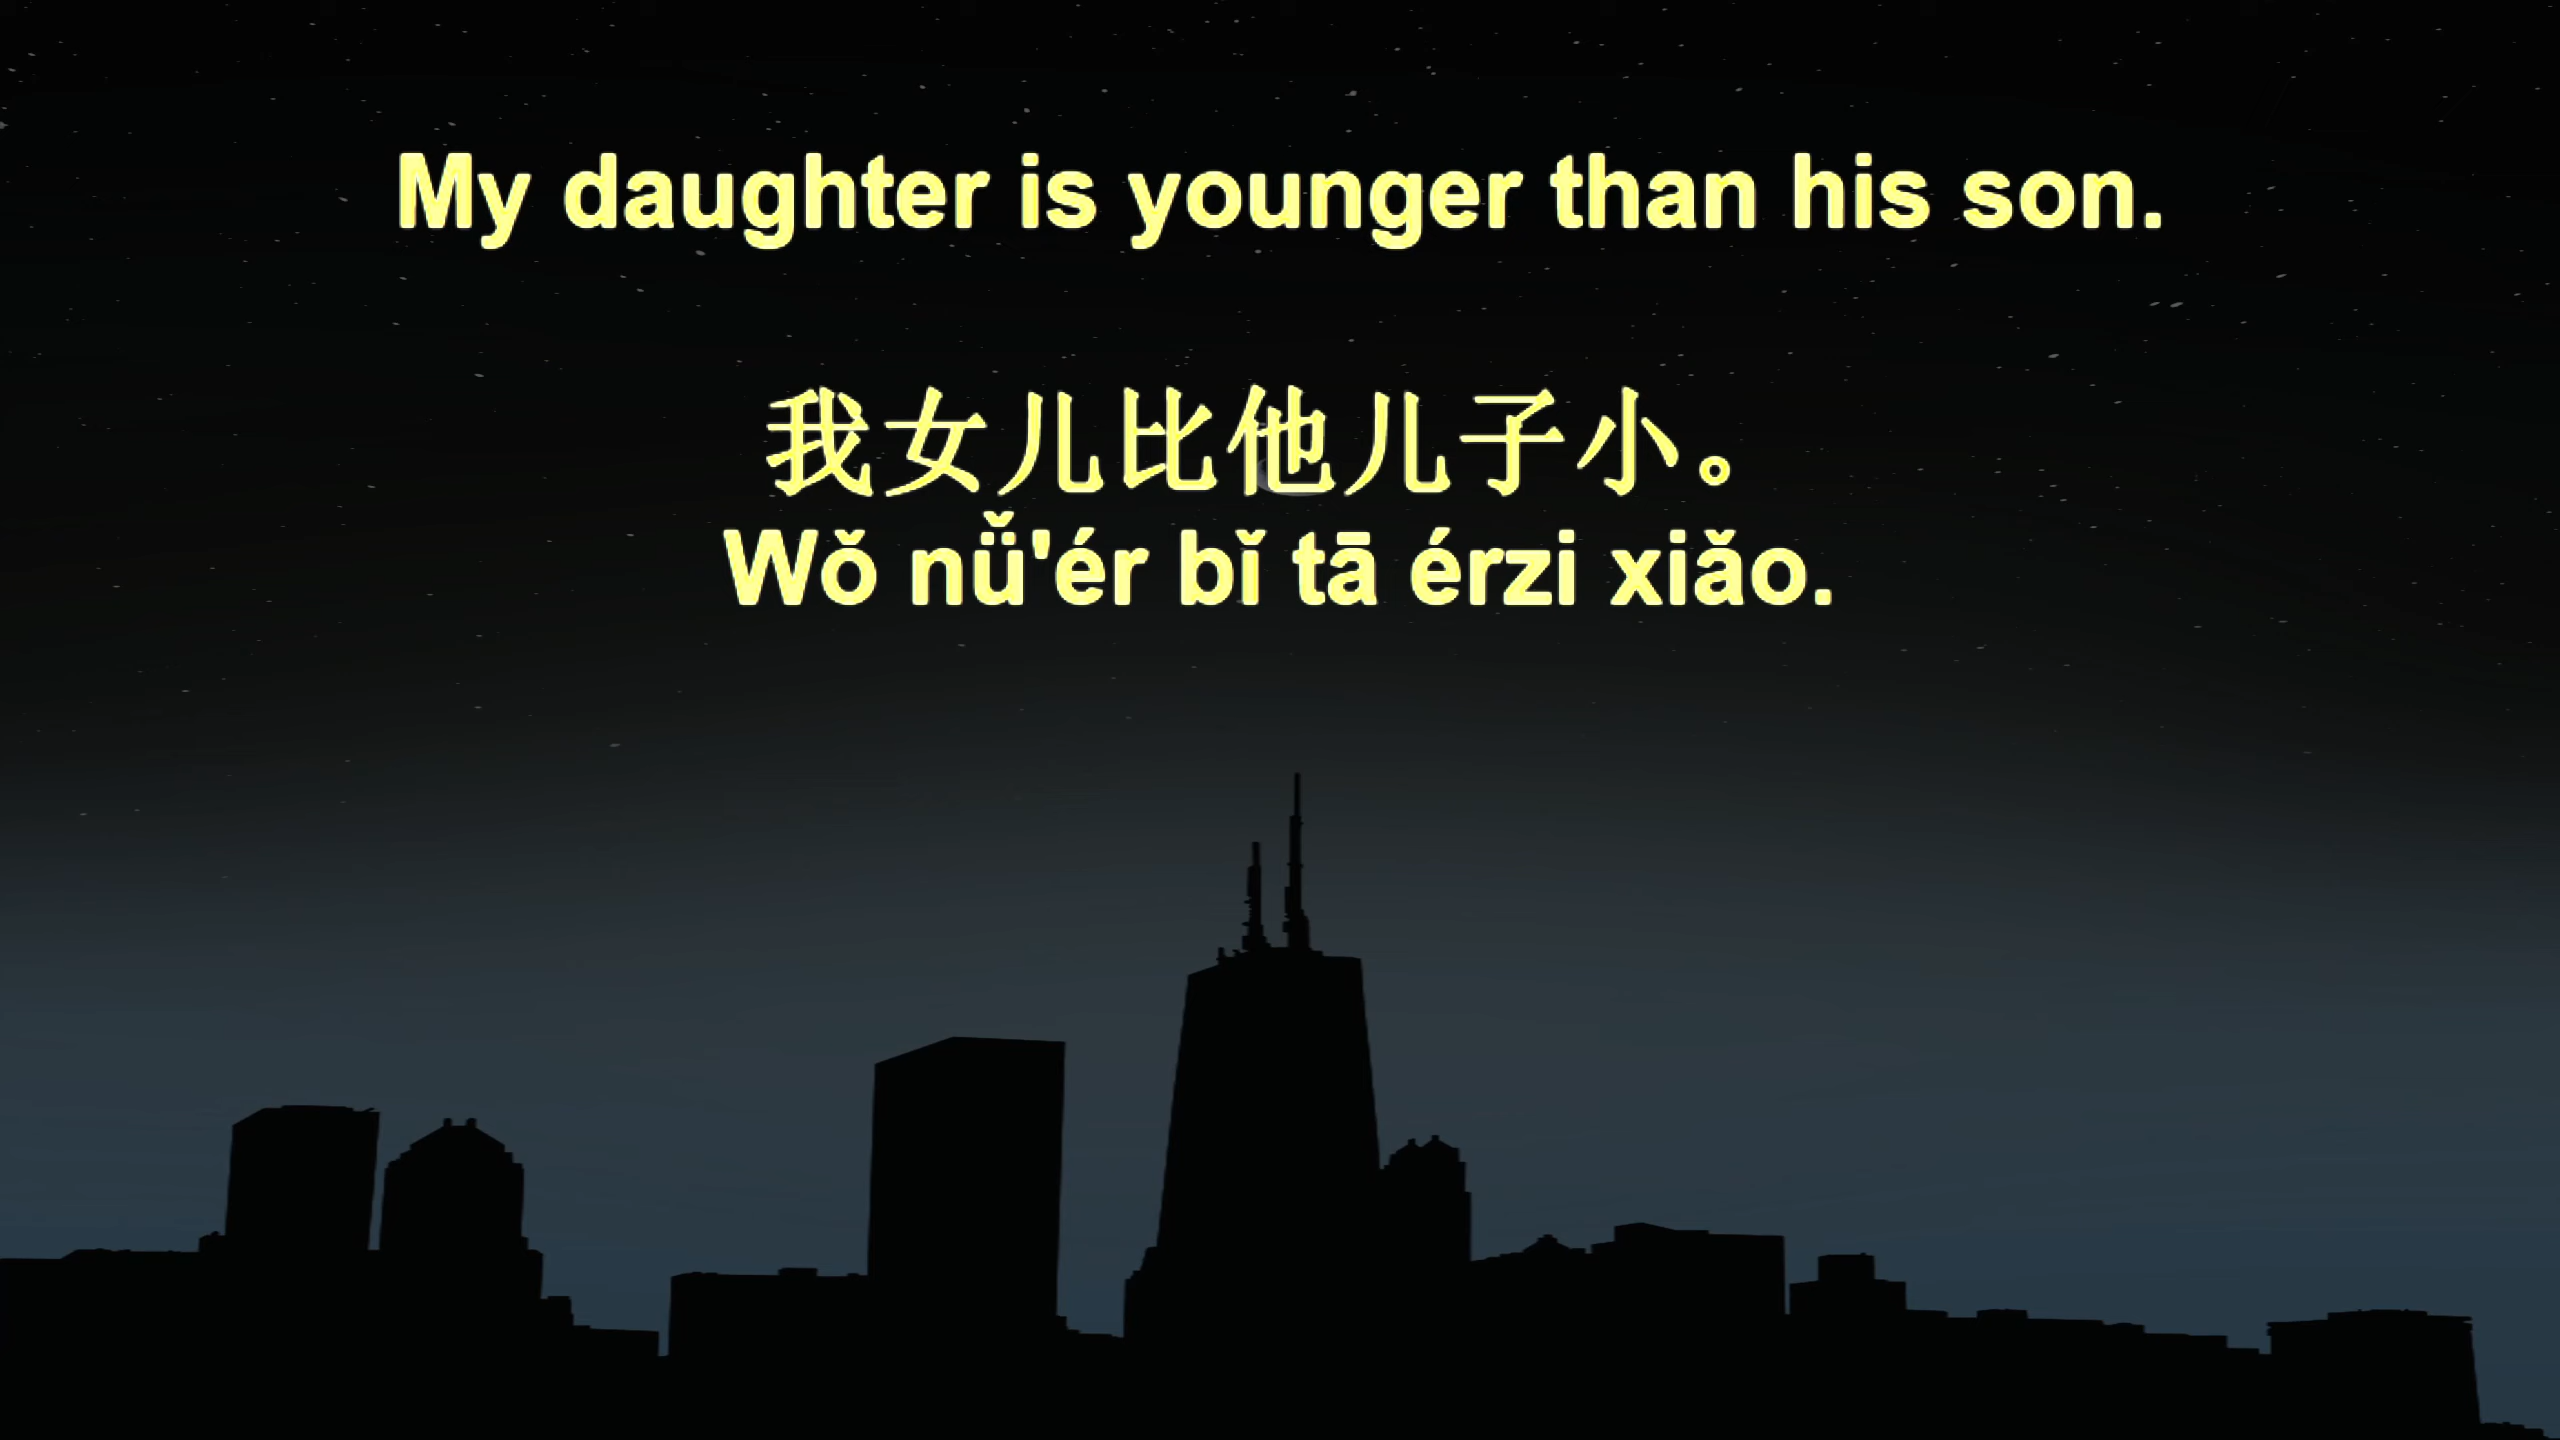 My daughter is younger than his son.
我女儿比他儿子小。
Wǒ nǚ'ér bǐ tā érzi xiǎo.